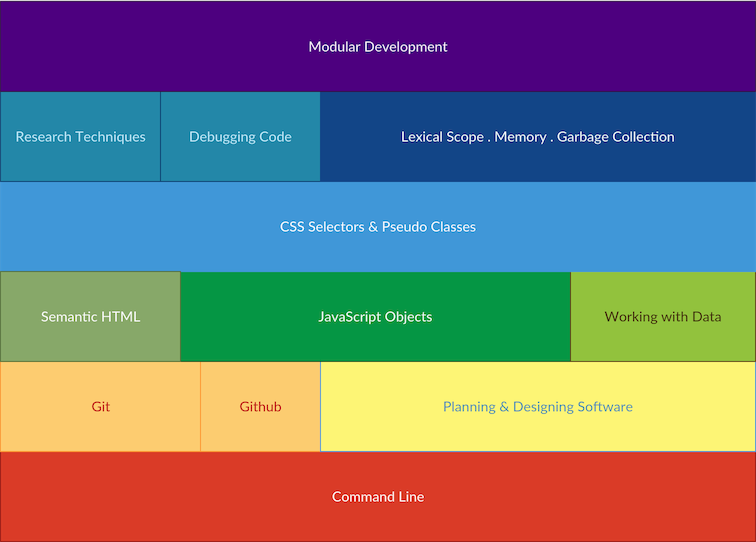 Modular Development
Research Techniques
Debugging Code
Lexical Scope . Memory . Garbage Collection
CSS Selectors & Pseudo Classes
Semantic HTML
JavaScript Objects
Working with Data
Git
Github
Planning & Designing Software
Command Line